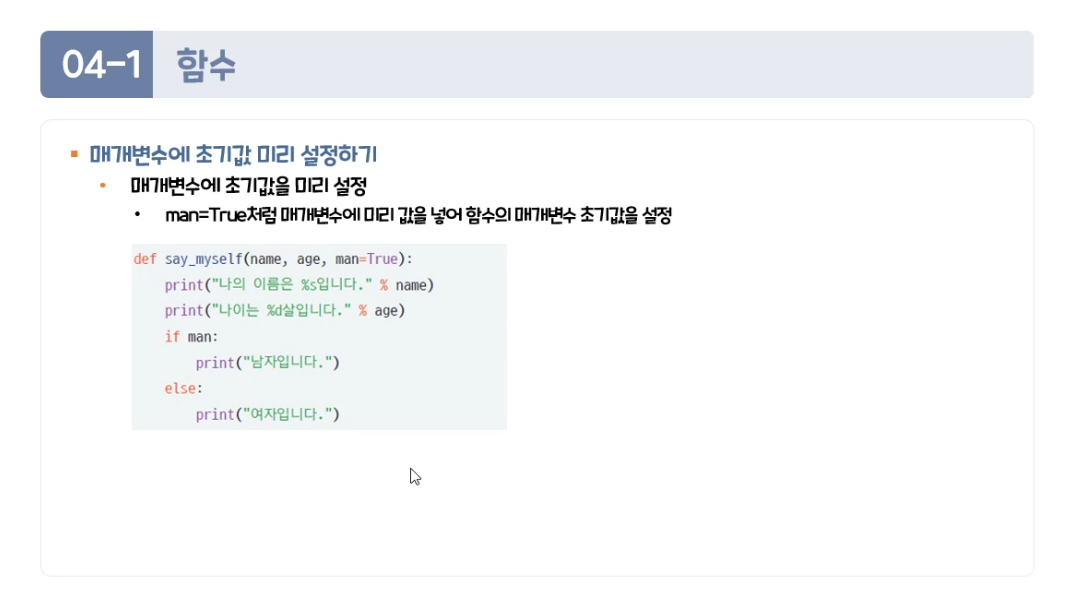 04-1 함수
매개변수에 초기값 미리 설정하기
매개변수에 초기값을 미리 설정
man=True처럼 매개변수에 미리 값을 넣어 함수의 매개변수 초기값을 설정
def say_myself(name, age, man=True):
    print("나의 이름은 %s입니다." % name)
    print("나이는 %d살입니다." % age)
    if man:
        print("남자입니다.")
    else:
        print("여자입니다.")